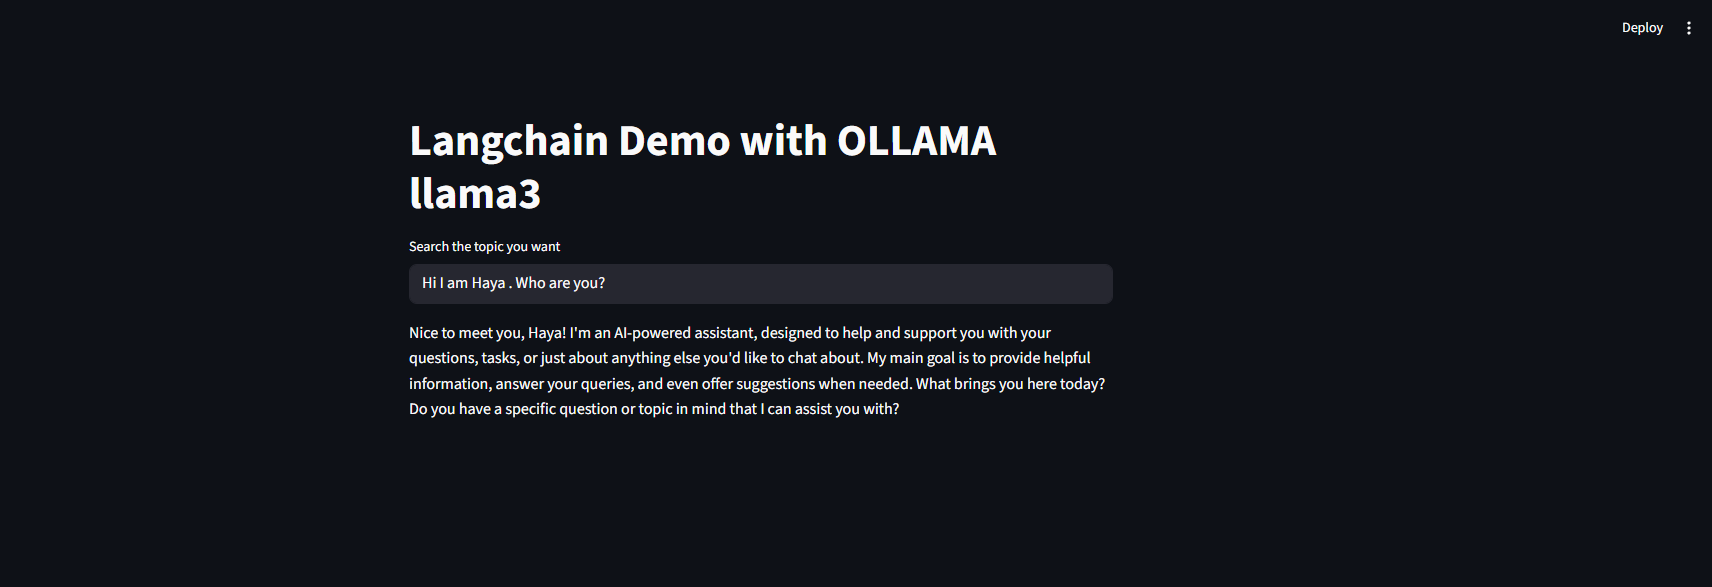 Deploy
Langchain Demo with OLLAMA
llama3
Search the topic you want
Hi I am Haya . Who are you?
Nice to meet you, Haya! I'm an AI-powered assistant, designed to help and support you with your
questions, tasks, or just about anything else you'd like to chat about. My main goal is to provide helpful
information, answer your queries, and even offer suggestions when needed. What brings you here today?
Do you have a specific question or topic in mind that I can assist you with?